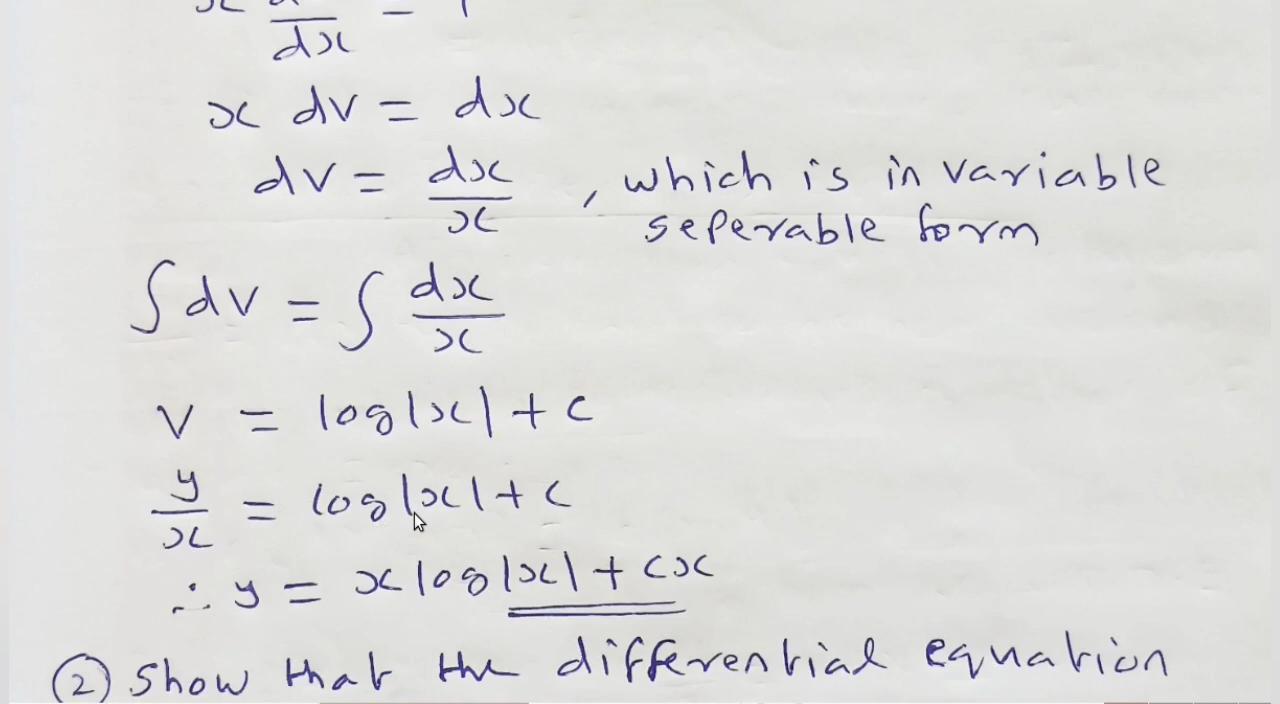 dx
x dv = dx
dv = dx/x , which is in variable
seperable form
∫dv = ∫ dx/x
v = log|x| + c
y/x = log|x| + c
∴ y = x log|x| + cx
② Show that the differential equation